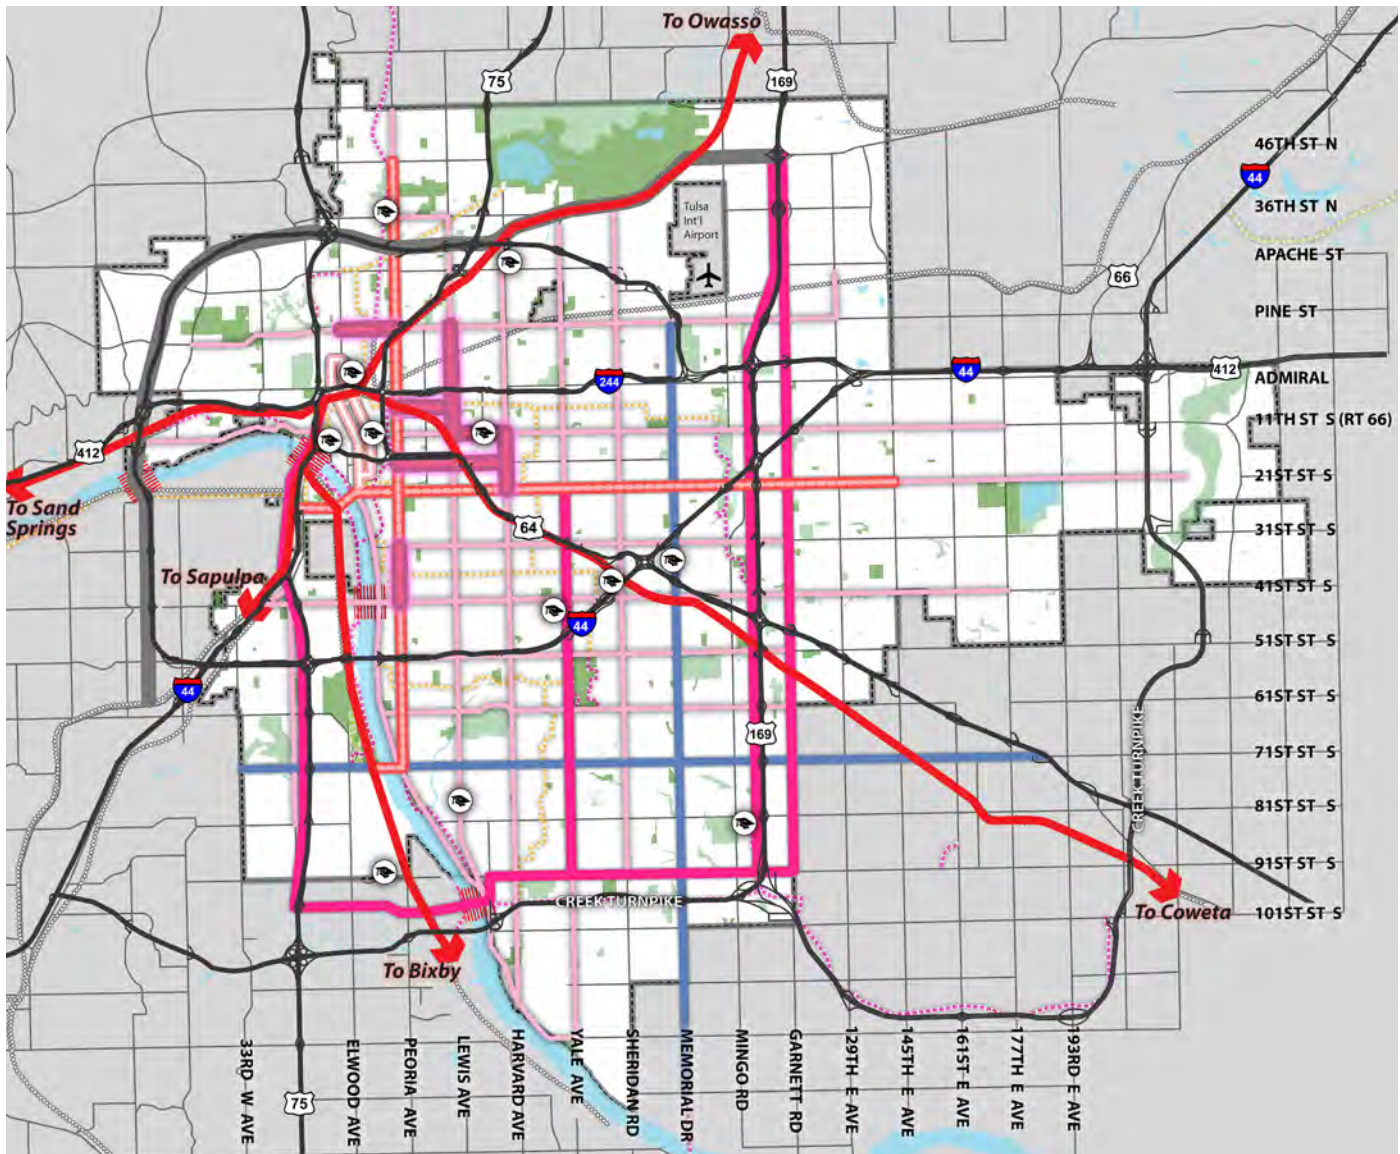 To Owasso
75
169
46TH ST N
44
36TH ST N
Tulsa
Int'l
Airport
APACHE ST
66
PINE ST
412
244
44
ADMIRAL
11TH ST S (RT 66)
412
21ST ST S
To Sand
Springs
64
31ST ST S
To Sapulpa
41ST ST S
44
51ST ST S
44
61ST ST S
CREEK TURNPIKE
169
71ST ST S
81ST ST S
91ST ST S
CREEK TURNPIKE
To Coweta
101ST ST S
To Bixby
33RD W AVE
75
ELWOOD AVE
PEORIA AVE
LEWIS AVE
HARVARD AVE
YALE AVE
SHERIDAN RD
MEMORIAL DR
MINGO RD
GARNETT RD
129TH E AVE
145TH E AVE
161ST E AVE
177TH E AVE
193RD E AVE